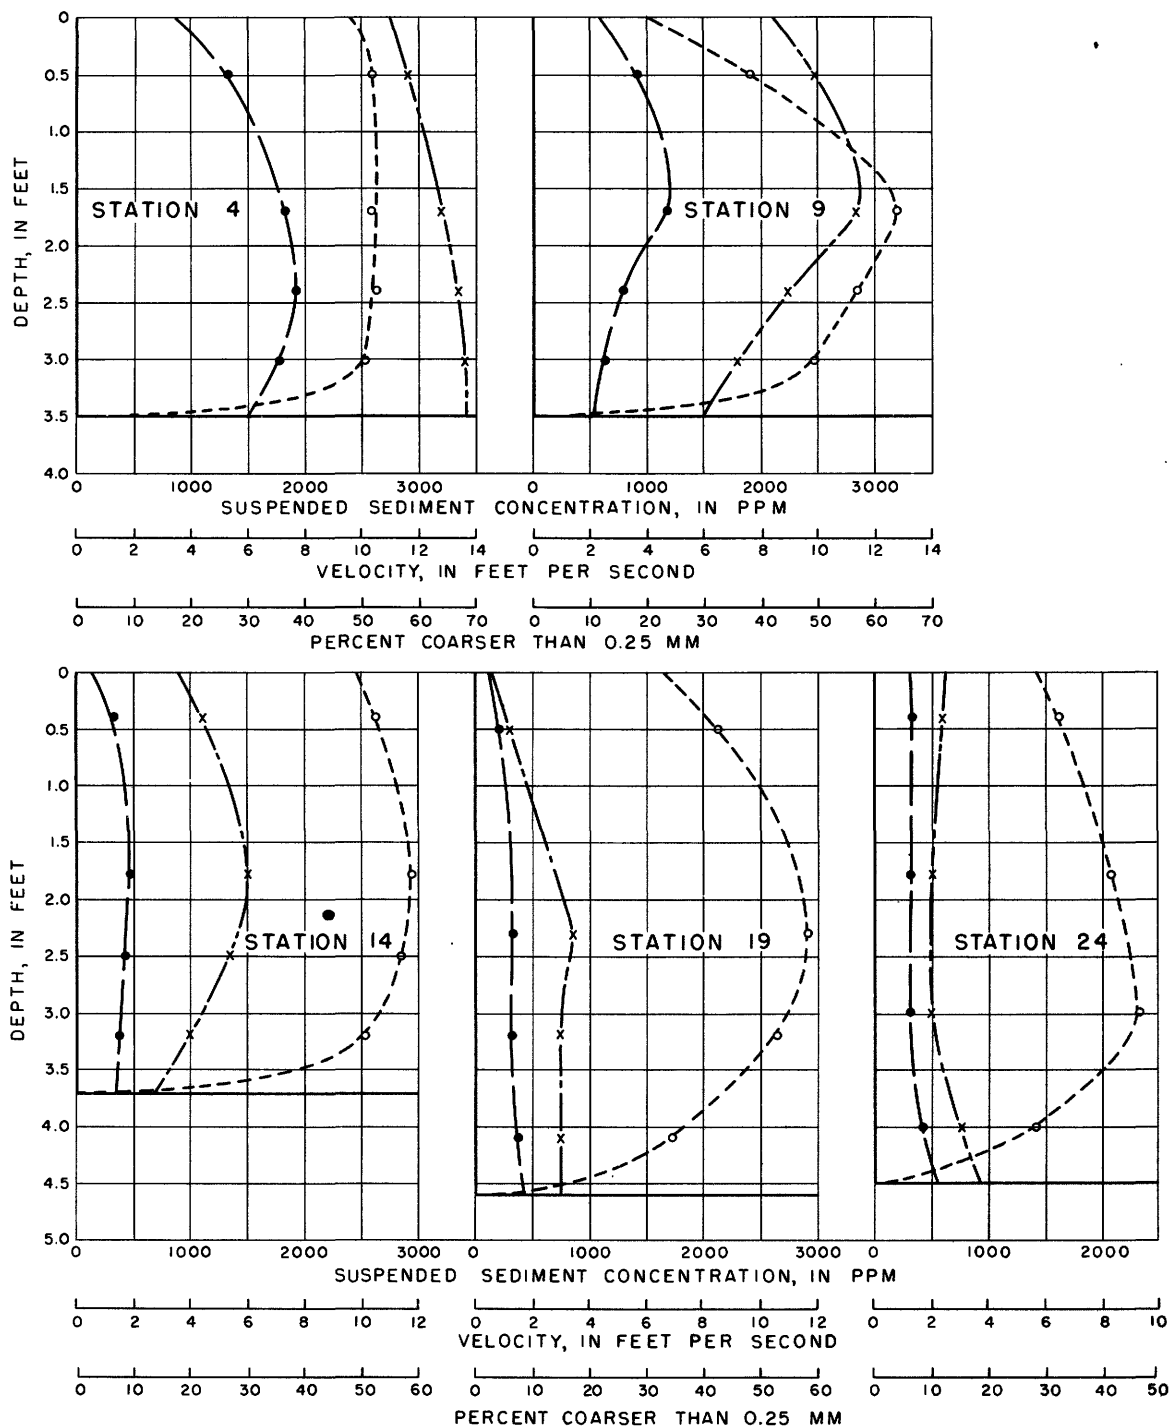 0
0.5
1.0
1.5
2.0
2.5
3.0
3.5
4.0
DEPTH, IN FEET
STATION 4
STATION 9
0 1000 2000 3000 0 1000 2000 3000
SUSPENDED SEDIMENT CONCENTRATION, IN PPM
0 2 4 6 8 10 12 14 0 2 4 6 8 10 12 14
VELOCITY, IN FEET PER SECOND
0 10 20 30 40 50 60 70 0 10 20 30 40 50 60 70
PERCENT COARSER THAN 0.25 MM
0
0.5
1.0
1.5
2.0
2.5
3.0
3.5
4.0
4.5
5.0
DEPTH, IN FEET
STATION 14
STATION 19
STATION 24
0 1000 2000 3000 0 1000 2000 3000 0 1000 2000
SUSPENDED SEDIMENT CONCENTRATION, IN PPM
0 2 4 6 8 10 12 0 2 4 6 8 10 12 0 2 4 6 8 10
VELOCITY, IN FEET PER SECOND
0 10 20 30 40 50 60 0 10 20 30 40 50 60 0 10 20 30 40 50
PERCENT COARSER THAN 0.25 MM